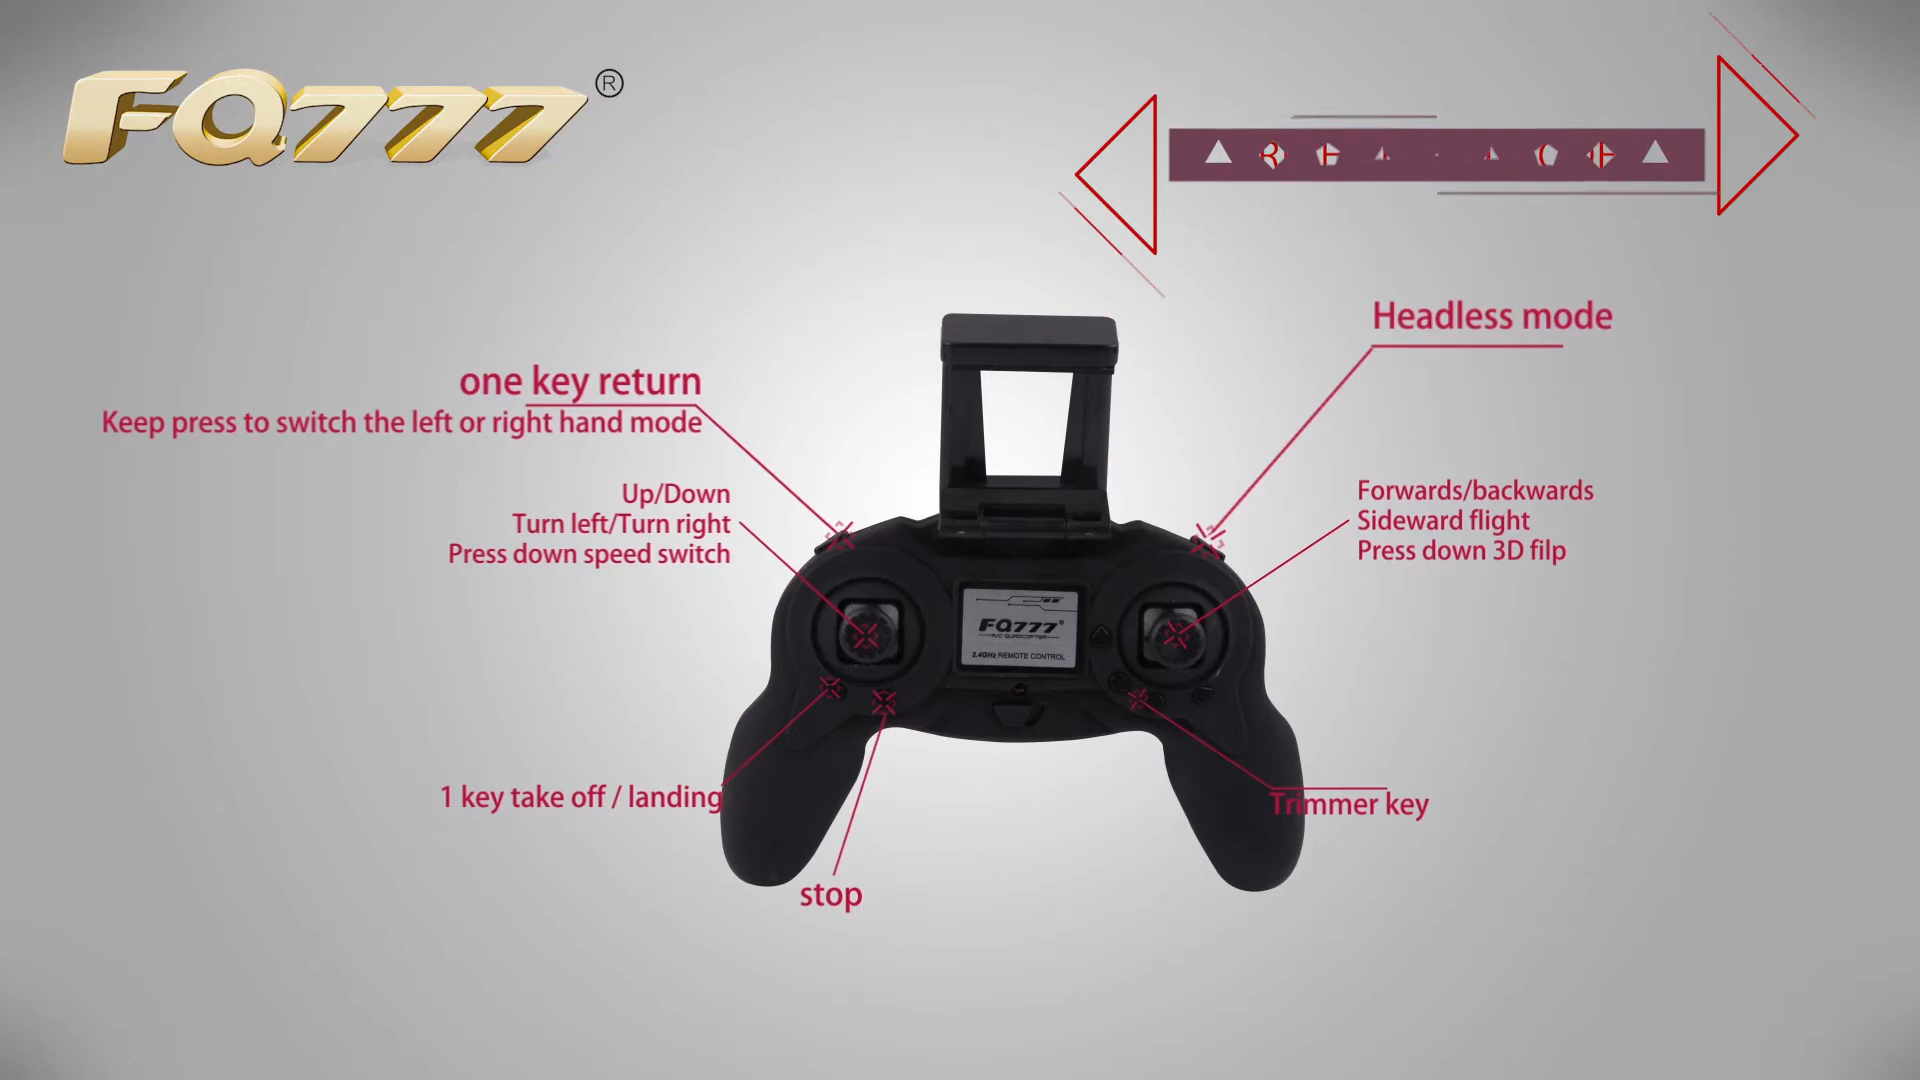 FQ777®
Headless mode
one key return
Keep press to switch the left or right hand mode
Up/Down
Turn left/Turn right
Press down speed switch
Forwards/backwards
Sideward flight
Press down 3D filp
FQ777®
R/C QUADCOPTER
2.4GHz REMOTE CONTROL
1 key take off / landing
Trimmer key
stop